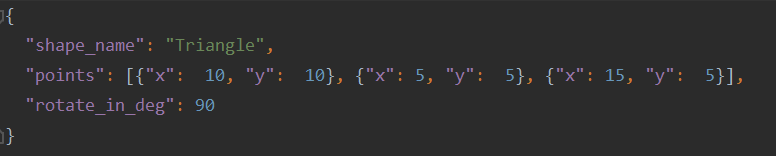 {
"shape_name": "Triangle",
"points": [{"x":  10, "y":  10}, {"x": 5, "y":  5}, {"x": 15, "y":  5}],
"rotate_in_deg": 90
}